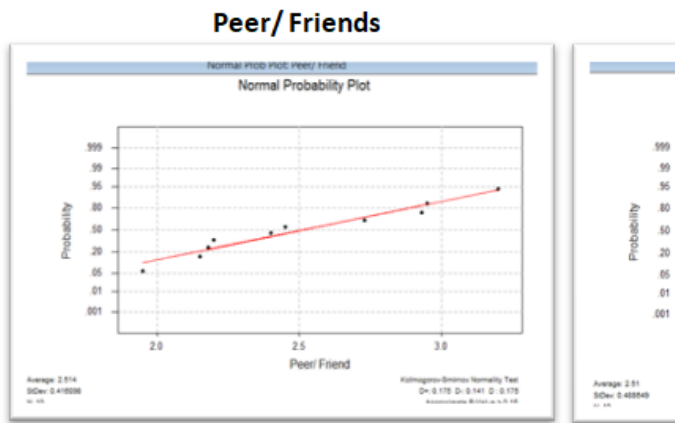 Peer/ Friends
Normal Prob Plot: Peer/ Friend
Normal Probability Plot
.999
.99
.95
.80
.50
.20
.05
.01
.001
Probability
2.0 2.5 3.0
Peer/ Friend
Average: 2.514
StDev: 0.416098
Kolmogorov-Smirnov Normality Test
D+: 0.175 D-: 0.141 D : 0.175
.999
.99
.95
.80
.50
.20
.05
.01
.001
Probability
Average: 2.51
StDev: 0.488649